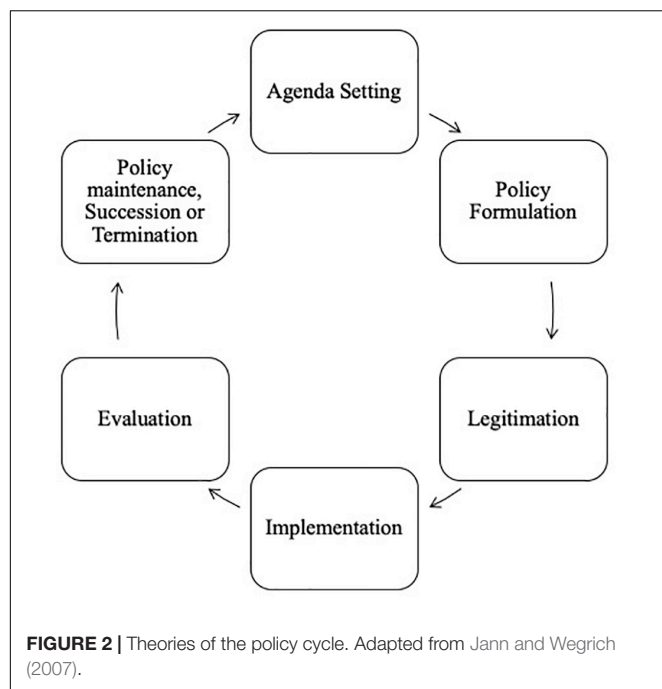 Agenda Setting
Policy
Formulation
Legitimation
Implementation
Evaluation
Policy
maintenance,
Succession or
Termination
FIGURE 2 | Theories of the policy cycle. Adapted from Jann and Wegrich
(2007).